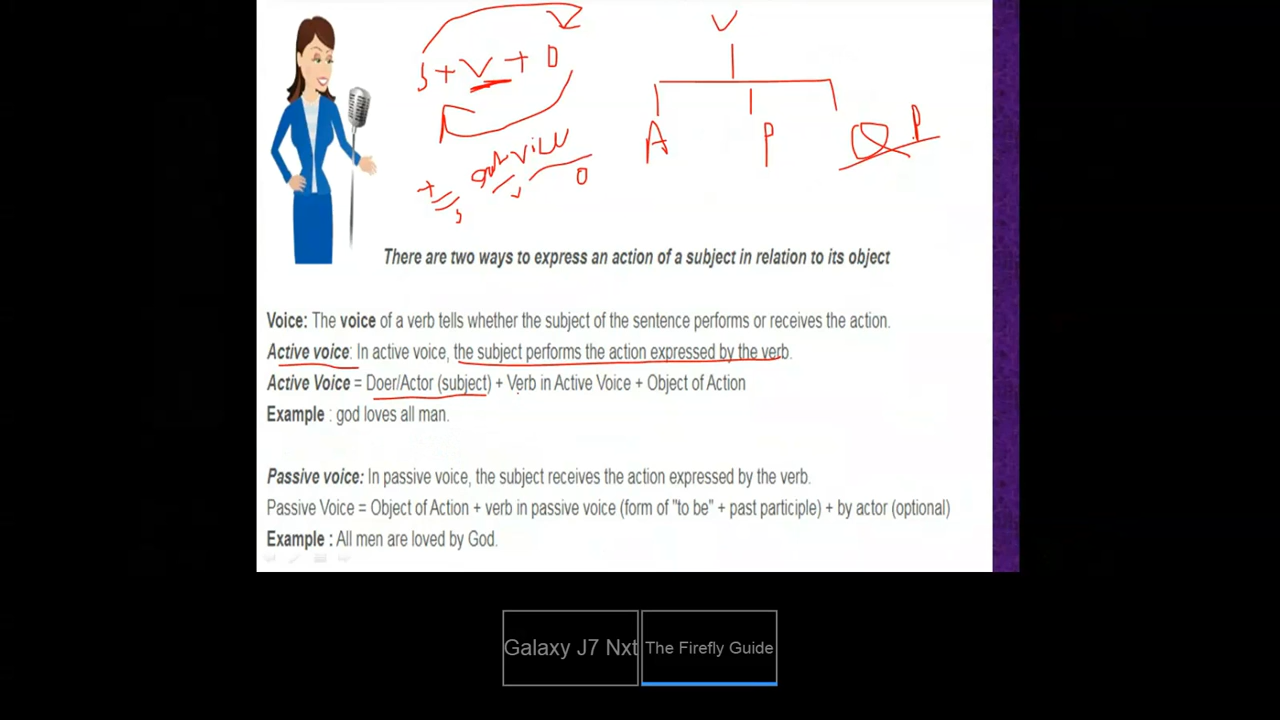 S + V + O
V
A P Q P
S V O
There are two ways to express an action of a subject in relation to its object
Voice: The voice of a verb tells whether the subject of the sentence performs or receives the action.
Active voice: In active voice, the subject performs the action expressed by the verb.
Active Voice = Doer/Actor (subject) + Verb in Active Voice + Object of Action
Example : god loves all man.
Passive voice: In passive voice, the subject receives the action expressed by the verb.
Passive Voice = Object of Action + verb in passive voice (form of "to be" + past participle) + by actor (optional)
Example : All men are loved by God.
Galaxy J7 Nxt
The Firefly Guide